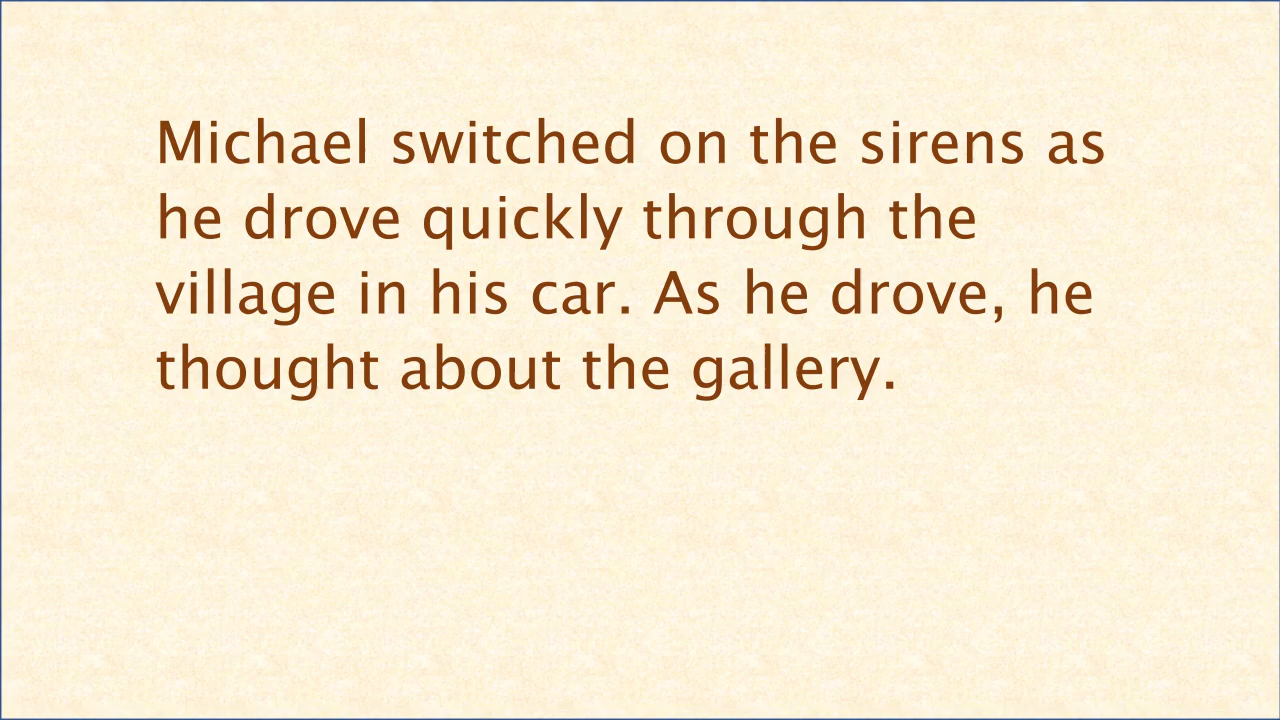 Michael switched on the sirens as
he drove quickly through the
village in his car. As he drove, he
thought about the gallery.